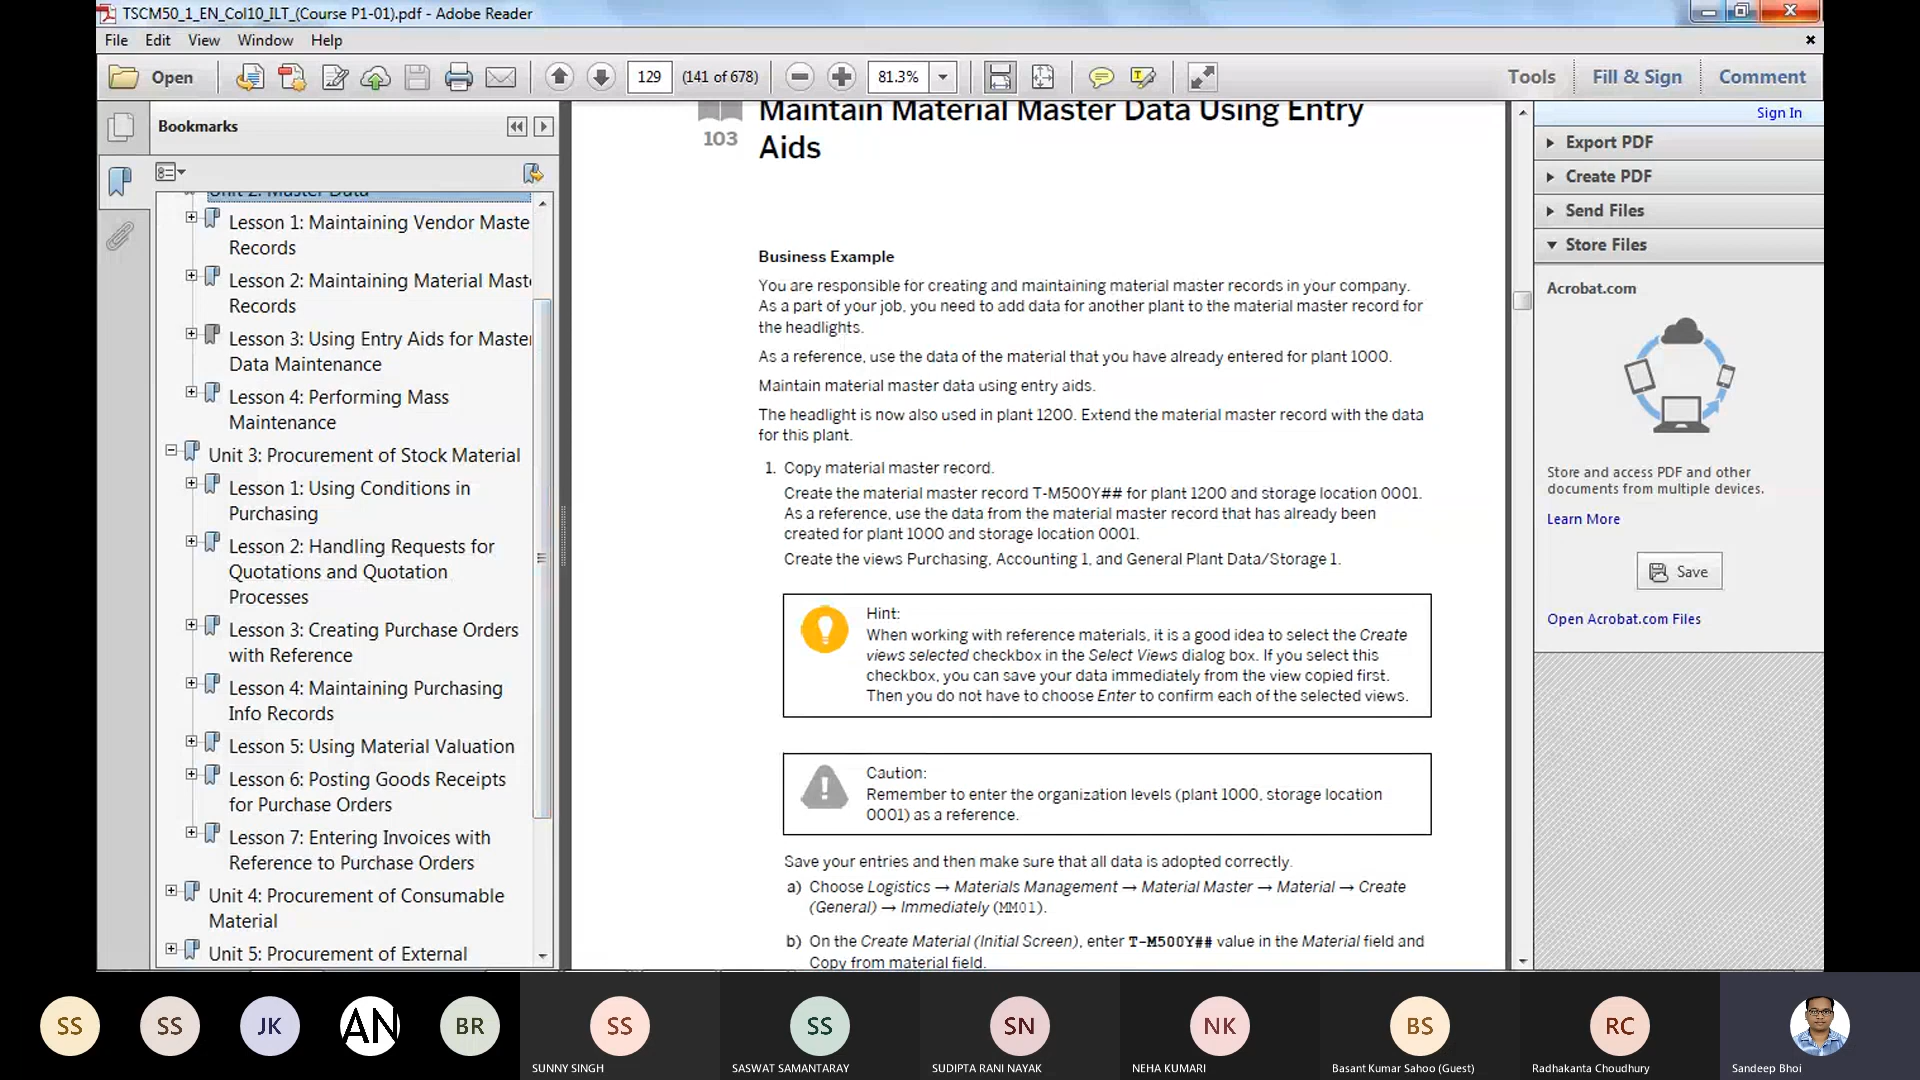 TSCM50_1_EN_Col10_ILT_(Course P1-01).pdf - Adobe Reader
File Edit View Window Help
Open 129 (141 of 678) 81.3% Tools Fill & Sign Comment
Bookmarks
Unit 2: Master Data
Lesson 1: Maintaining Vendor Maste
Records
Lesson 2: Maintaining Material Mast
Records
Lesson 3: Using Entry Aids for Master
Data Maintenance
Lesson 4: Performing Mass
Maintenance
Unit 3: Procurement of Stock Material
Lesson 1: Using Conditions in
Purchasing
Lesson 2: Handling Requests for
Quotations and Quotation
Processes
Lesson 3: Creating Purchase Orders
with Reference
Lesson 4: Maintaining Purchasing
Info Records
Lesson 5: Using Material Valuation
Lesson 6: Posting Goods Receipts
for Purchase Orders
Lesson 7: Entering Invoices with
Reference to Purchase Orders
Unit 4: Procurement of Consumable
Material
Unit 5: Procurement of External
103
Maintain Material Master Data Using Entry
Aids
Business Example
You are responsible for creating and maintaining material master records in your company.
As a part of your job, you need to add data for another plant to the material master record for
the headlights.
As a reference, use the data of the material that you have already entered for plant 1000.
Maintain material master data using entry aids.
The headlight is now also used in plant 1200. Extend the material master record with the data
for this plant.
1. Copy material master record.
Create the material master record T-M500Y## for plant 1200 and storage location 0001.
As a reference, use the data from the material master record that has already been
created for plant 1000 and storage location 0001.
Create the views Purchasing, Accounting 1, and General Plant Data/Storage 1.
Hint:
When working with reference materials, it is a good idea to select the Create
views selected checkbox in the Select Views dialog box. If you select this
checkbox, you can save your data immediately from the view copied first.
Then you do not have to choose Enter to confirm each of the selected views.
Caution:
Remember to enter the organization levels (plant 1000, storage location
0001) as a reference.
Save your entries and then make sure that all data is adopted correctly.
a) Choose Logistics → Materials Management → Material Master → Material → Create
(General) → Immediately (MM01).
b) On the Create Material (Initial Screen), enter T-M500Y## value in the Material field and
Copy from material field.
Sign In
Export PDF
Create PDF
Send Files
Store Files
Acrobat.com
Store and access PDF and other
documents from multiple devices.
Learn More
Save
Open Acrobat.com Files
SS SS JK AN BR SS SS SN NK BS RC
SUNNY SINGH SASWAT SAMANTARAY SUDIPTA RANI NAYAK NEHA KUMARI Basant Kumar Sahoo (Guest) Radhakanta Choudhury Sandeep Bhoi